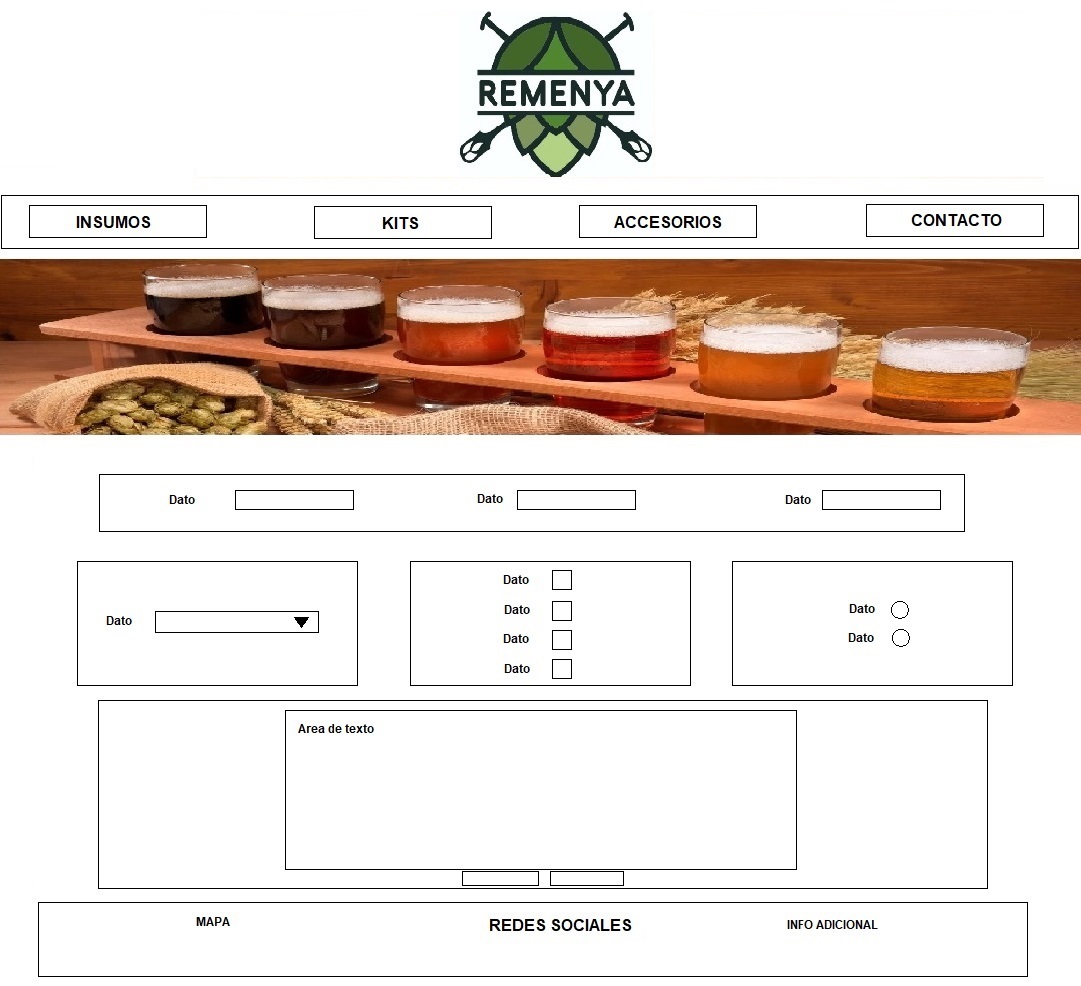 REMENYA
INSUMOS
KITS
ACCESORIOS
CONTACTO
Dato
Dato
Dato
Dato
Dato
Dato
Dato
Dato
Dato
Dato
Area de texto
MAPA
REDES SOCIALES
INFO ADICIONAL